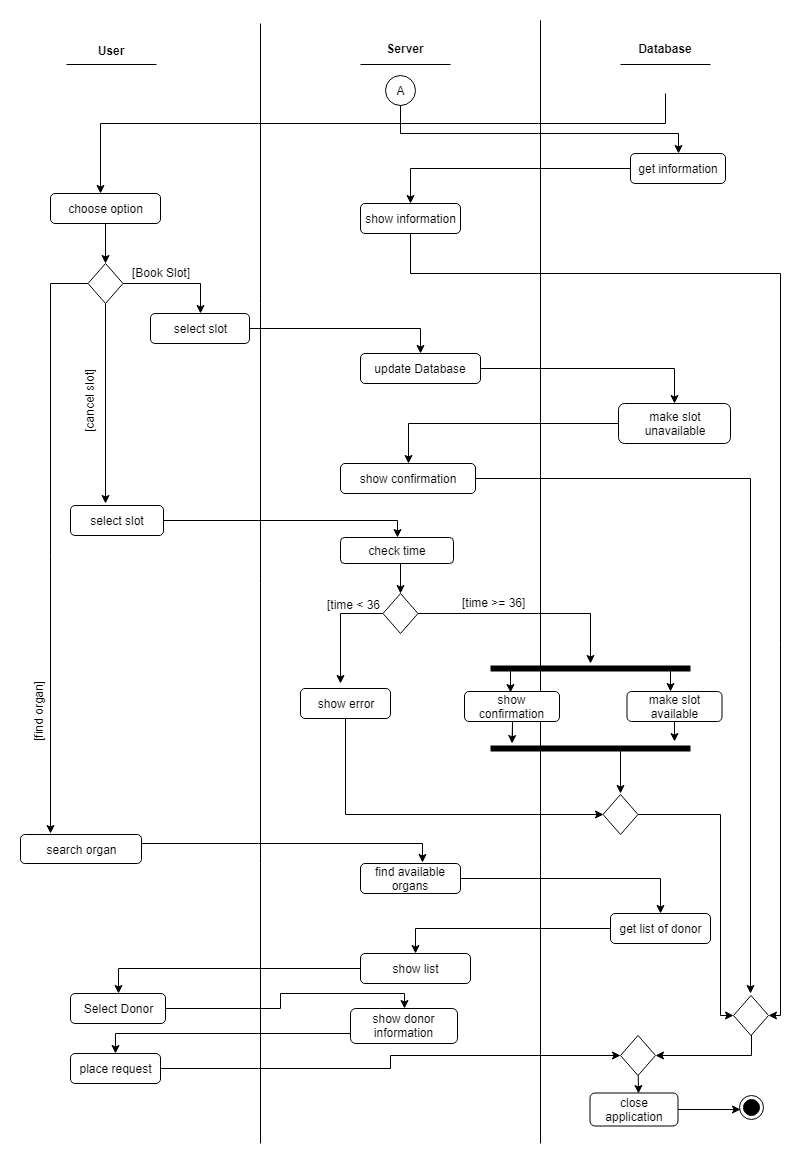 User
Server
Database
A
get information
choose option
show information
[Book Slot]
select slot
update Database
[cancel slot]
make slot
unavailable
show confirmation
select slot
check time
[time < 36
[time >= 36]
show error
show
confirmation
make slot
available
[find organ]
search organ
find available
organs
get list of donor
show list
Select Donor
show donor
information
place request
close
application